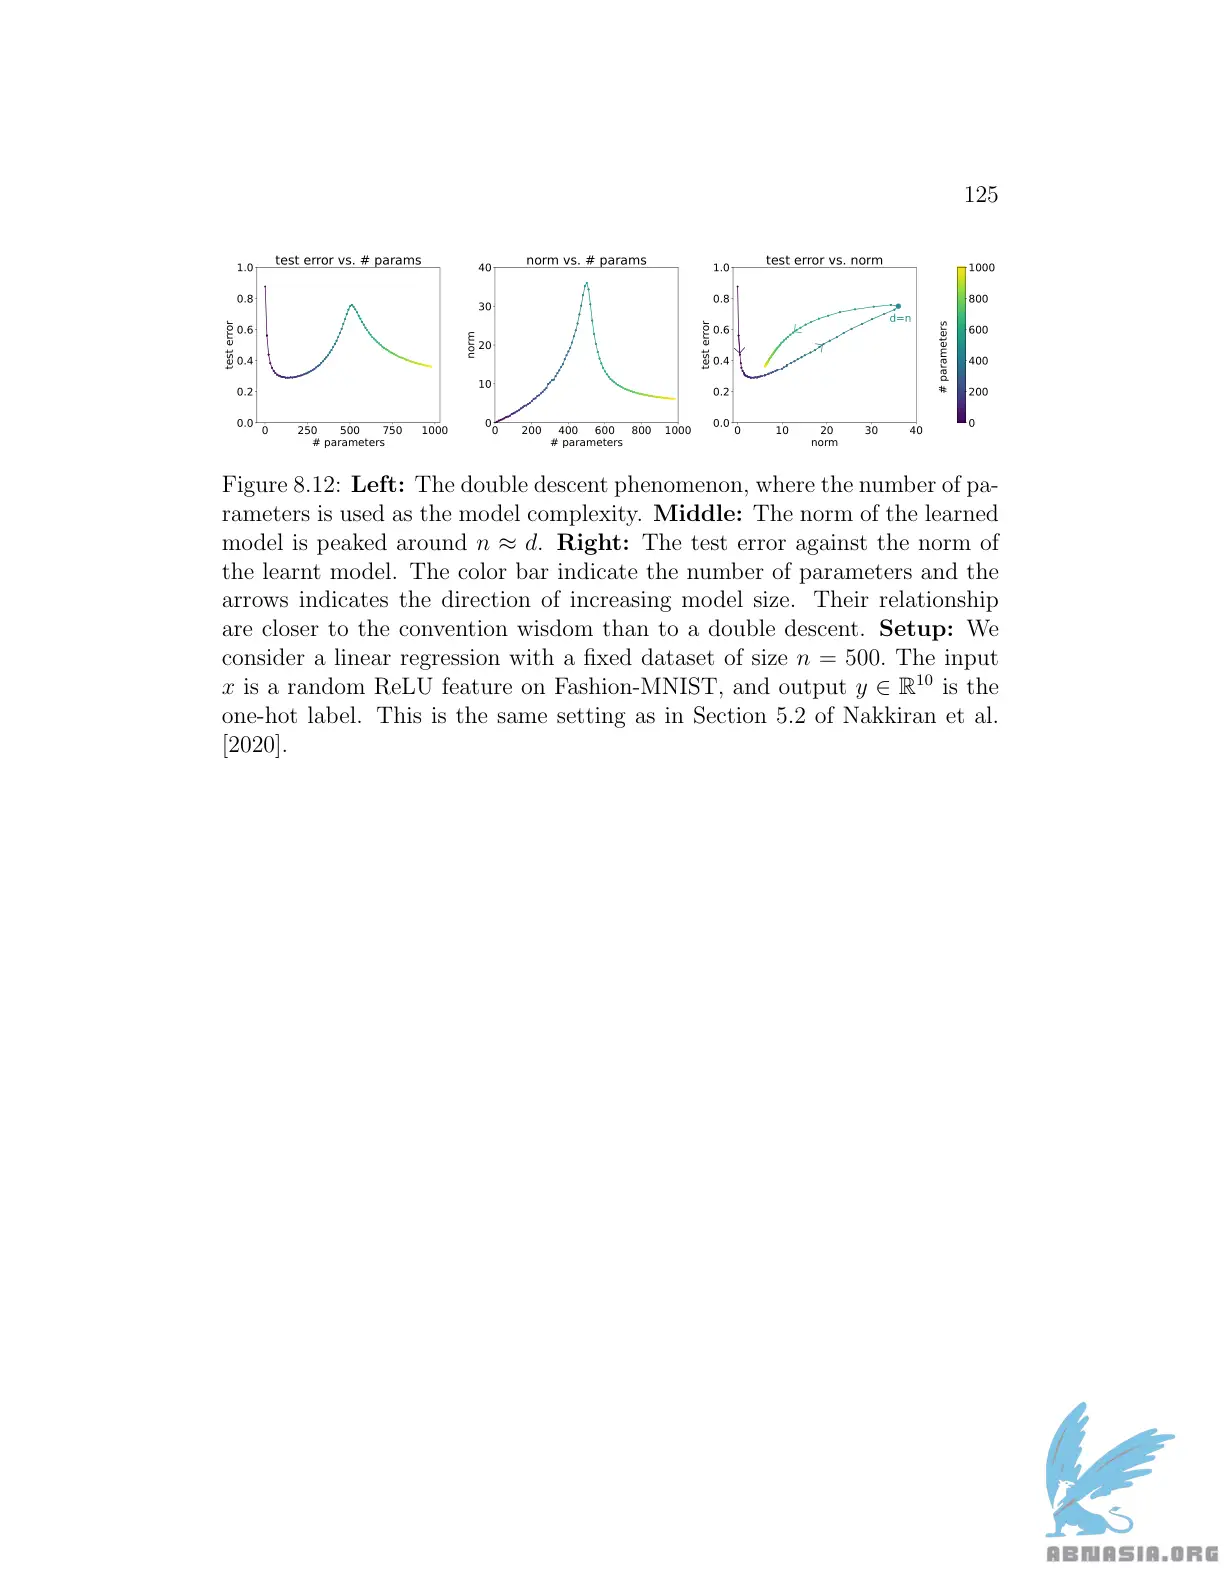 125
test error vs. # params
norm vs. # params
test error vs. norm
1.0
0.8
0.6
0.4
0.2
0.0
test error
0 250 500 750 1000
# parameters
40
30
20
10
0
norm
0 200 400 600 800 1000
# parameters
1.0
0.8
0.6
0.4
0.2
0.0
test error
d=n
0 10 20 30 40
norm
1000
800
600
400
200
0
# parameters
Figure 8.12: Left: The double descent phenomenon, where the number of pa-
rameters is used as the model complexity. Middle: The norm of the learned
model is peaked around n ≈ d. Right: The test error against the norm of
the learnt model. The color bar indicate the number of parameters and the
arrows indicates the direction of increasing model size. Their relationship
are closer to the convention wisdom than to a double descent. Setup: We
consider a linear regression with a fixed dataset of size n = 500. The input
x is a random ReLU feature on Fashion-MNIST, and output y ∈ ℝ¹⁰ is the
one-hot label. This is the same setting as in Section 5.2 of Nakkiran et al.
[2020].
ABNASIA.ORG